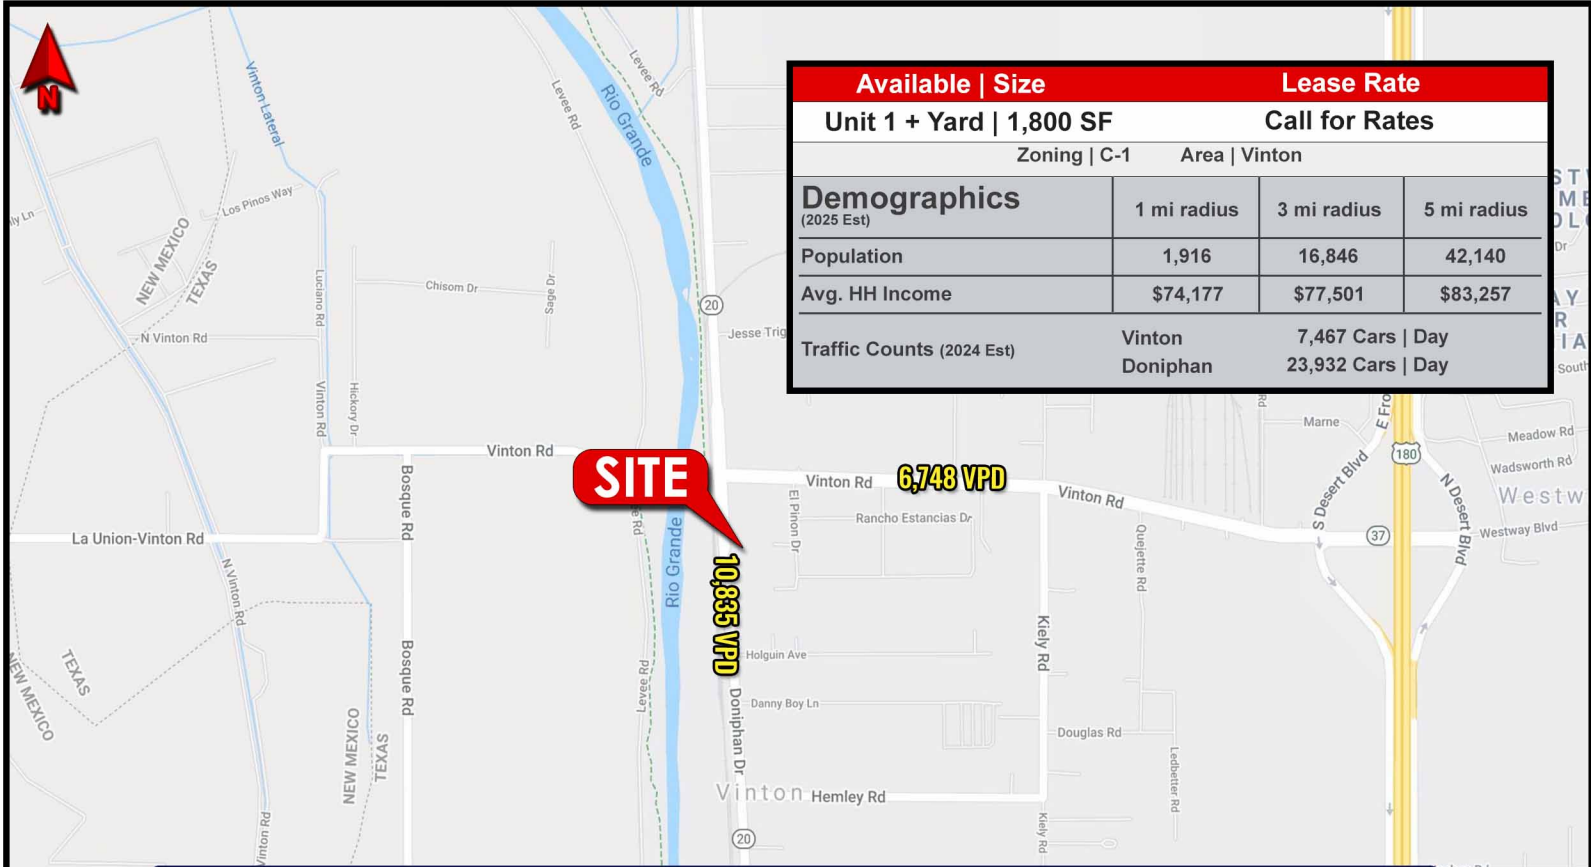 N
Available | Size Lease Rate
Unit 1 + Yard | 1,800 SF Call for Rates
Zoning | C-1 Area | Vinton
Demographics 1 mi radius 3 mi radius 5 mi radius
(2025 Est)
Population 1,916 16,846 42,140
Avg. HH Income $74,177 $77,501 $83,257
Traffic Counts (2024 Est) Vinton 7,467 Cars | Day
Doniphan 23,932 Cars | Day
Vinton Lateral
Levee Rd
Levee Rd
Rio Grande
Los Pinos Way
NEW MEXICO
TEXAS
Luciano Rd
Chisom Dr
Sage Dr
20
Jesse Trig
N Vinton Rd
Vinton Rd
Hickory Dr
Vinton Rd
SITE
Vinton Rd
6,748 VPD
Vinton Rd
Marne
E Fro
180
Meadow Rd
Wadsworth Rd
Westw
Westway Blvd
S Desert Blvd
N Desert Blvd
37
South
Bosque Rd
La Union-Vinton Rd
N Vinton Rd
Rio Grande
10,835 VPD
El Pinon Dr
Rancho Estancias Dr
Quejette Rd
Kiely Rd
Bosque Rd
Levee Rd
Holguin Ave
Danny Boy Ln
Doniphan Dr
Douglas Rd
Ledbetter Rd
TEXAS
NEW MEXICO
NEW MEXICO
TEXAS
Vinton
Hemley Rd
Kiely Rd
20
Vinton Rd